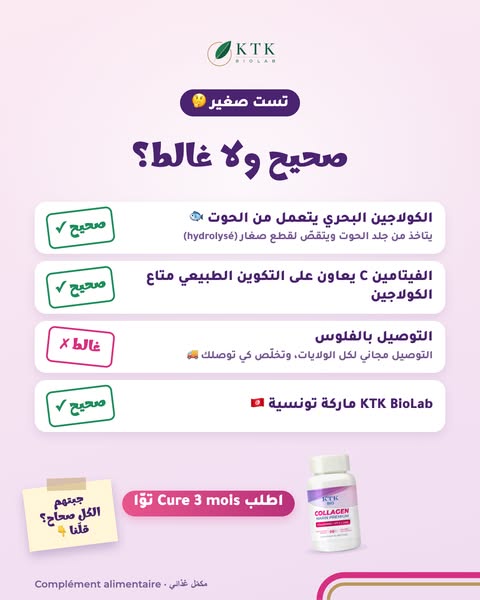 KTK
BIOLAB
تست صغير 🤔
صحيح ولا غالط؟
الكولاجين البحري يتعمل من الحوت 🐟
يتاخذ من جلد الحوت ويتقصّ لقطع صغار (hydrolysé)
صحيح ✓
الفيتامين C يعاون على التكوين الطبيعي متاع
الكولاجين
صحيح ✓
التوصيل بالفلوس
التوصيل مجاني لكل الولايات، وتخلّص كي توصلك 🚚
غالط ✗
KTK BioLab ماركة تونسية 🇹🇳
صحيح ✓
جبتهم
الكل صحاح؟
قلّنا 👇
اطلب Cure 3 mois توّا
KTK
BIO
COLLAGEN
Complément alimentaire · مكمّل غذائي